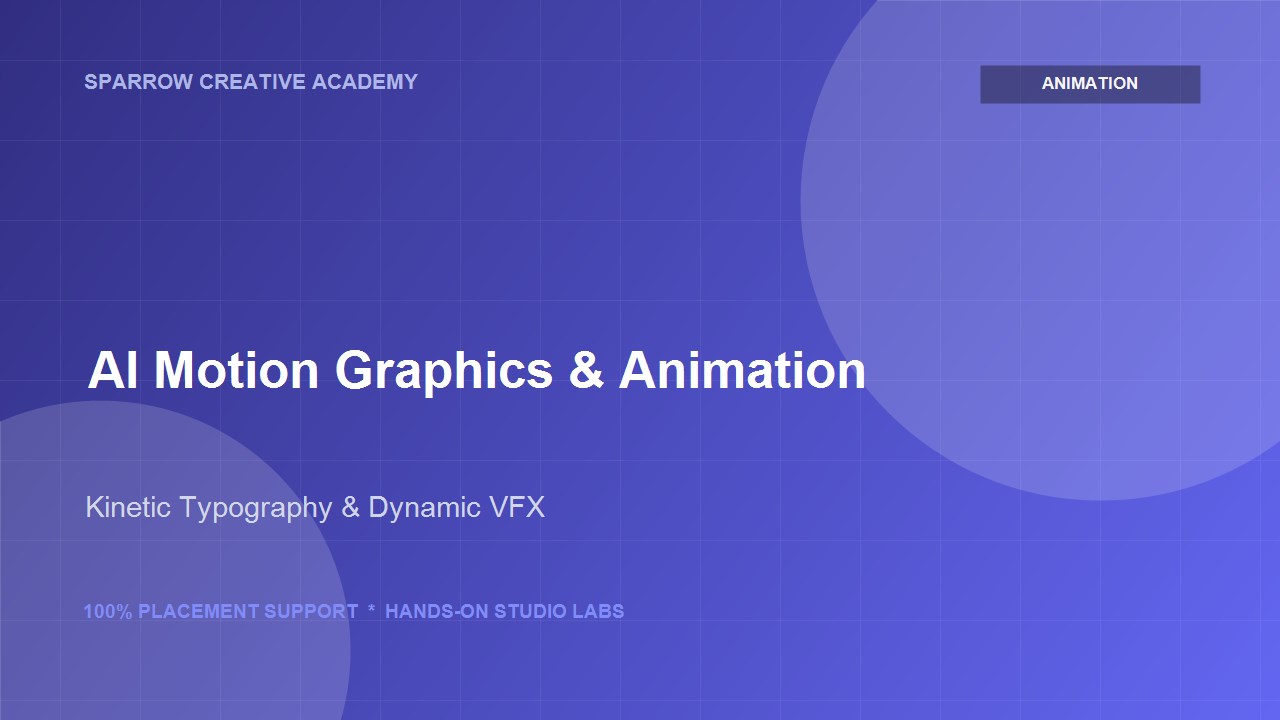 SPARROW CREATIVE ACADEMY
ANIMATION
AI Motion Graphics & Animation
Kinetic Typography & Dynamic VFX
100% PLACEMENT SUPPORT * HANDS-ON STUDIO LABS